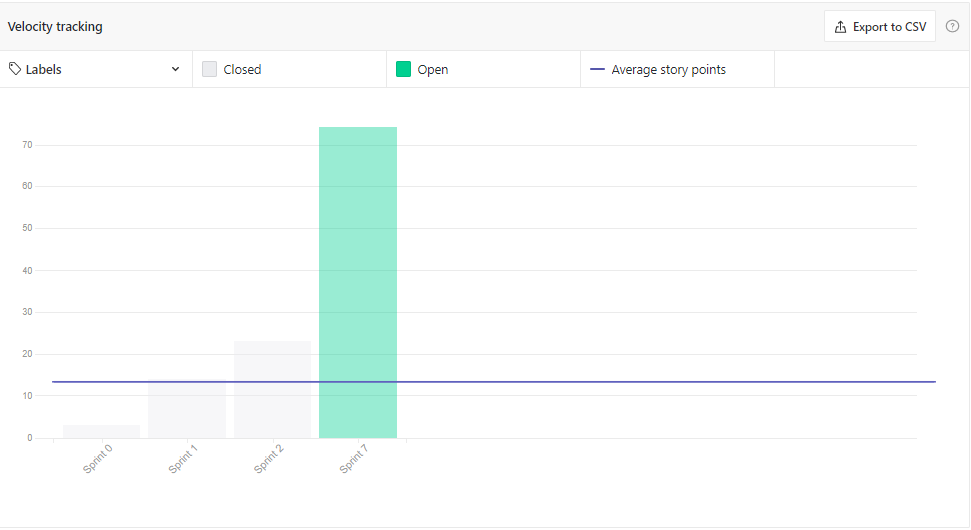 Velocity tracking
Export to CSV
?
Labels
Closed
Open
Average story points
70
60
50
40
30
20
10
0
Sprint 0
Sprint 1
Sprint 2
Sprint 7